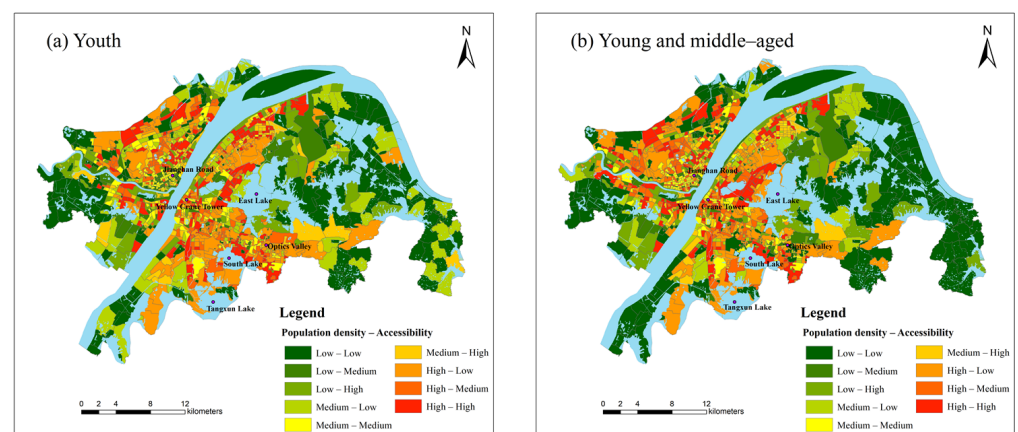 (a) Youth
N
Jianghan Road
Yellow Crane Tower
East Lake
Optics Valley
South Lake
Tangxun Lake
Legend
Population density – Accessibility
Low – Low
Low – Medium
Low – High
Medium – Low
Medium – Medium
Medium – High
High – Low
High – Medium
High – High
0 2 4 8 12
kilometers
(b) Young and middle–aged
N
Jianghan Road
Yellow Crane Tower
East Lake
Optics Valley
South Lake
Tangxun Lake
Legend
Population density – Accessibility
Low – Low
Low – Medium
Low – High
Medium – Low
Medium – Medium
Medium – High
High – Low
High – Medium
High – High
0 2 4 8 12
kilometers